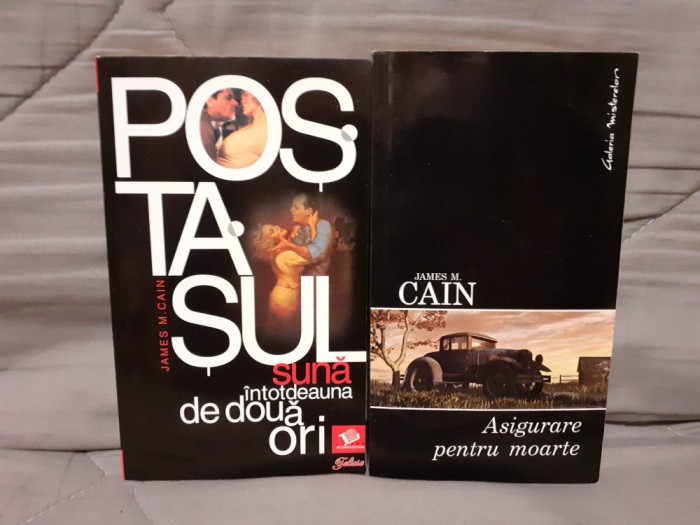 POȘ
TA
ȘUL
JAMES M. CAIN
sună
întotdeauna
de două
ori
Galeria misterelor
JAMES M.
CAIN
Asigurare
pentru moarte